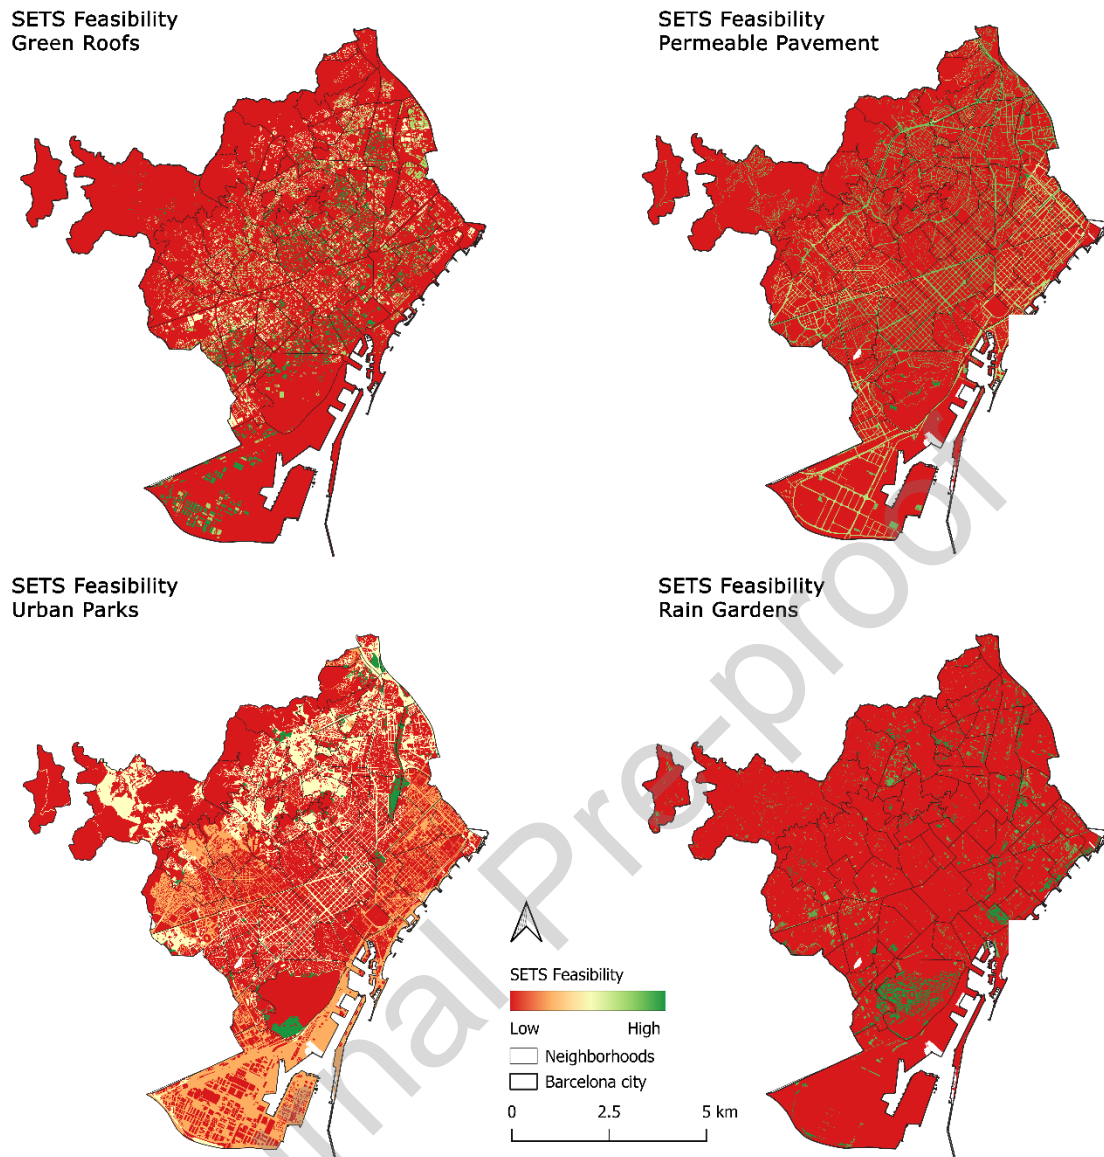 SETS Feasibility
Green Roofs
SETS Feasibility
Permeable Pavement
SETS Feasibility
Urban Parks
SETS Feasibility
Rain Gardens
SETS Feasibility
Low High
Neighborhoods
Barcelona city
0 2.5 5 km
nal Pre-proof